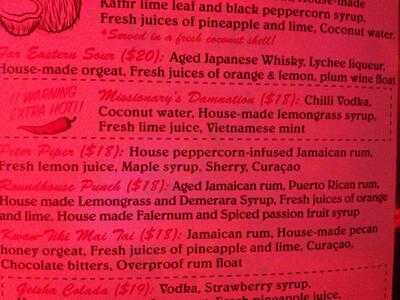 Kaffir lime leaf and black peppercorn syrup,
Fresh juices of pineapple and lime, Coconut water,
*Served in a fresh coconut shell!
Far Eastern Sour ($20): Aged Japanese Whisky, Lychee liqueur,
House-made orgeat, Fresh juices of orange & lemon, plum wine float
WARNING
EXTRA HOT!!
Missionary's Damnation ($18): Chilli Vodka,
Coconut water, House-made lemongrass syrup,
Fresh lime juice, Vietnamese mint
Peter Piper ($18): House peppercorn-infused Jamaican rum,
Fresh lemon juice, Maple syrup, Sherry, Curaçao
Roundhouse Punch ($18): Aged Jamaican rum, Puerto Rican rum,
House made Lemongrass and Demerara Syrup, Fresh juices of orange
and lime, House made Falernum and Spiced passion fruit syrup
Kwan-Tiki Mai Tai ($18): Jamaican rum, House-made pecan
honey orgeat, Fresh juices of pineapple and lime, Curaçao,
Chocolate bitters, Overproof rum float
Geisha Colada ($19): Vodka, Strawberry syrup,
Fresh pineapple juice,